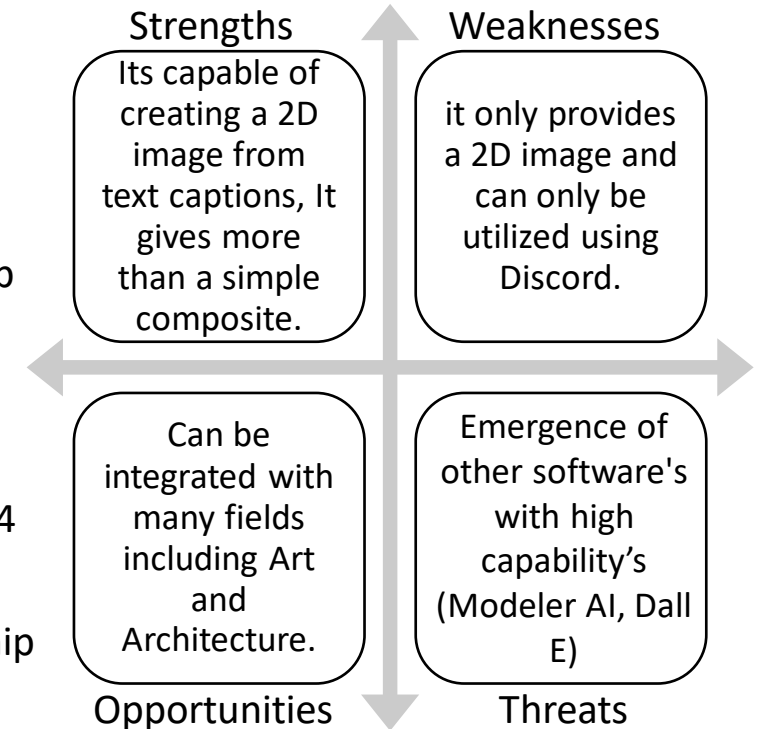 Strengths
Its capable of
creating a 2D
image from
text captions, It
gives more
than a simple
composite.
Weaknesses
it only provides
a 2D image and
can only be
utilized using
Discord.
Can be
integrated with
many fields
including Art
and
Architecture.
Opportunities
Emergence of
other software's
with high
capability’s
(Modeler AI, Dall
E)
Threats
4